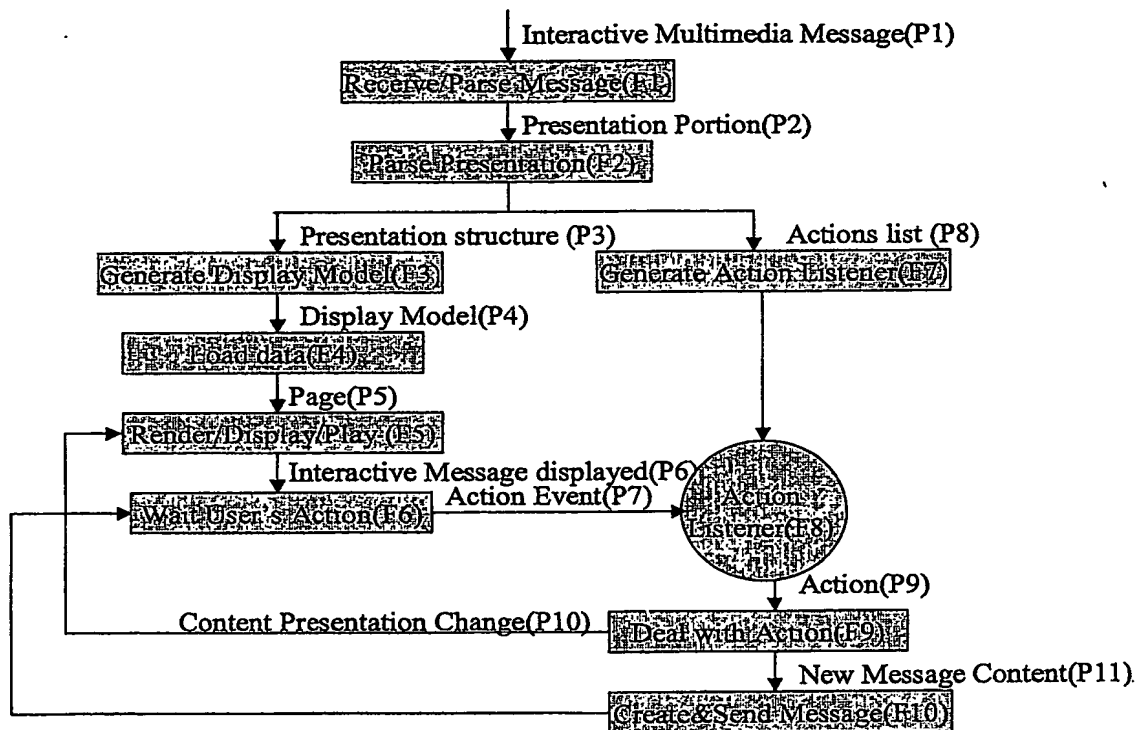 Interactive Multimedia Message(P1)
Receive/Parse Message(F1)
Presentation Portion(P2)
Parse Presentation(F2)
Presentation structure (P3)
Actions list (P8)
Generate Display Model(F3)
Generate Action Listener(F7)
Display Model(P4)
Load data(F4)
Page(P5)
Render/Display/Play (F5)
Interactive Message displayed(P6)
Action Event(P7)
Wait User's Action(F6)
Action
Listener(F8)
Action(P9)
Content Presentation Change(P10)
Deal with Action(F9)
New Message Content(P11)
Create&Send Message(F10)